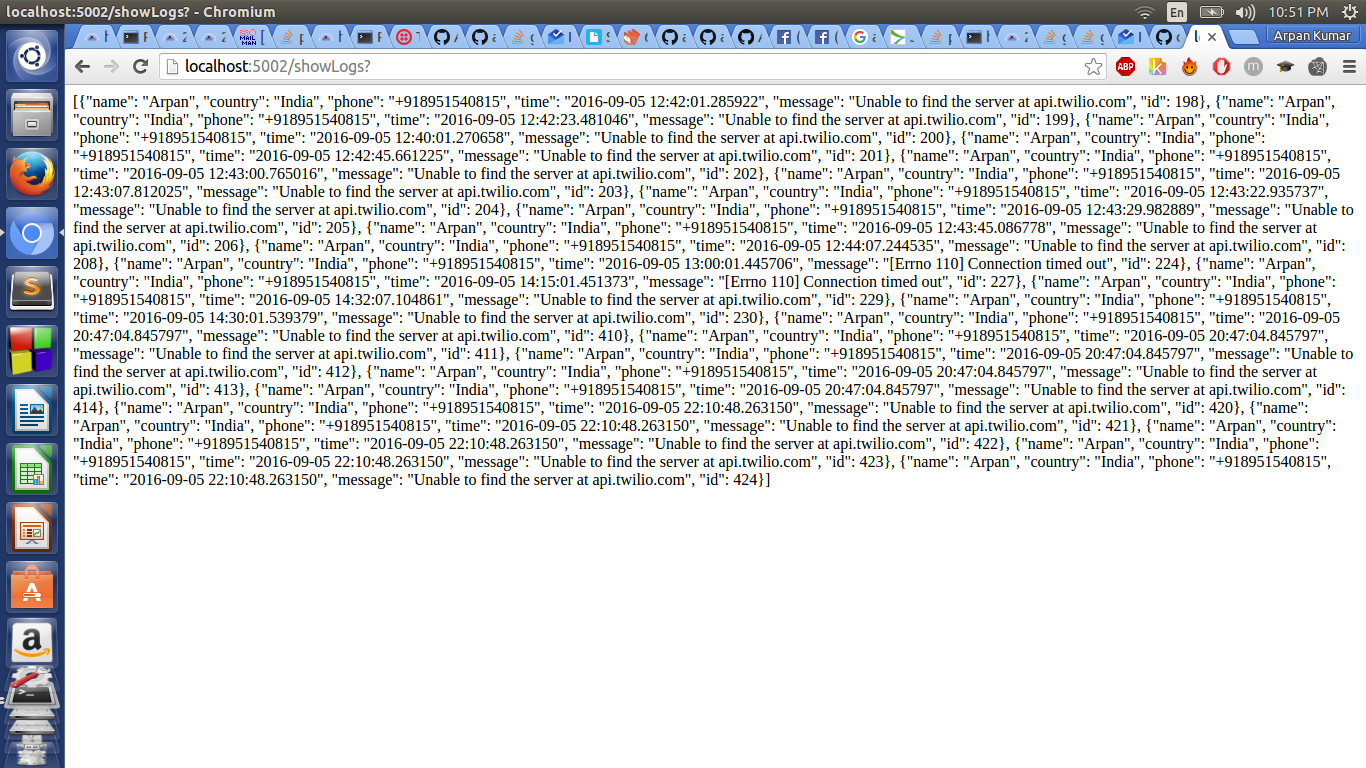 localhost:5002/showLogs? - Chromium
En
10:51 PM
Arpan Kumar
localhost:5002/showLogs?
ABP
[{"name": "Arpan", "country": "India", "phone": "+918951540815", "time": "2016-09-05 12:42:01.285922", "message": "Unable to find the server at api.twilio.com", "id": 198}, {"name": "Arpan",
"country": "India", "phone": "+918951540815", "time": "2016-09-05 12:42:23.481046", "message": "Unable to find the server at api.twilio.com", "id": 199}, {"name": "Arpan", "country": "India",
"phone": "+918951540815", "time": "2016-09-05 12:40:01.270658", "message": "Unable to find the server at api.twilio.com", "id": 200}, {"name": "Arpan", "country": "India", "phone":
"+918951540815", "time": "2016-09-05 12:42:45.661225", "message": "Unable to find the server at api.twilio.com", "id": 201}, {"name": "Arpan", "country": "India", "phone": "+918951540815",
"time": "2016-09-05 12:43:00.765016", "message": "Unable to find the server at api.twilio.com", "id": 202}, {"name": "Arpan", "country": "India", "phone": "+918951540815", "time": "2016-09-05
12:43:07.812025", "message": "Unable to find the server at api.twilio.com", "id": 203}, {"name": "Arpan", "country": "India", "phone": "+918951540815", "time": "2016-09-05 12:43:22.935737",
"message": "Unable to find the server at api.twilio.com", "id": 204}, {"name": "Arpan", "country": "India", "phone": "+918951540815", "time": "2016-09-05 12:43:29.982889", "message": "Unable to
find the server at api.twilio.com", "id": 205}, {"name": "Arpan", "country": "India", "phone": "+918951540815", "time": "2016-09-05 12:43:45.086778", "message": "Unable to find the server at
api.twilio.com", "id": 206}, {"name": "Arpan", "country": "India", "phone": "+918951540815", "time": "2016-09-05 12:44:07.244535", "message": "Unable to find the server at api.twilio.com", "id":
208}, {"name": "Arpan", "country": "India", "phone": "+918951540815", "time": "2016-09-05 13:00:01.445706", "message": "[Errno 110] Connection timed out", "id": 224}, {"name": "Arpan",
"country": "India", "phone": "+918951540815", "time": "2016-09-05 14:15:01.451373", "message": "[Errno 110] Connection timed out", "id": 227}, {"name": "Arpan", "country": "India", "phone":
"+918951540815", "time": "2016-09-05 14:32:07.104861", "message": "Unable to find the server at api.twilio.com", "id": 229}, {"name": "Arpan", "country": "India", "phone": "+918951540815",
"time": "2016-09-05 14:30:01.539379", "message": "Unable to find the server at api.twilio.com", "id": 230}, {"name": "Arpan", "country": "India", "phone": "+918951540815", "time": "2016-09-05
20:47:04.845797", "message": "Unable to find the server at api.twilio.com", "id": 410}, {"name": "Arpan", "country": "India", "phone": "+918951540815", "time": "2016-09-05 20:47:04.845797",
"message": "Unable to find the server at api.twilio.com", "id": 411}, {"name": "Arpan", "country": "India", "phone": "+918951540815", "time": "2016-09-05 20:47:04.845797", "message": "Unable to
find the server at api.twilio.com", "id": 412}, {"name": "Arpan", "country": "India", "phone": "+918951540815", "time": "2016-09-05 20:47:04.845797", "message": "Unable to find the server at
api.twilio.com", "id": 413}, {"name": "Arpan", "country": "India", "phone": "+918951540815", "time": "2016-09-05 20:47:04.845797", "message": "Unable to find the server at api.twilio.com", "id":
414}, {"name": "Arpan", "country": "India", "phone": "+918951540815", "time": "2016-09-05 22:10:48.263150", "message": "Unable to find the server at api.twilio.com", "id": 420}, {"name":
"Arpan", "country": "India", "phone": "+918951540815", "time": "2016-09-05 22:10:48.263150", "message": "Unable to find the server at api.twilio.com", "id": 421}, {"name": "Arpan", "country":
"India", "phone": "+918951540815", "time": "2016-09-05 22:10:48.263150", "message": "Unable to find the server at api.twilio.com", "id": 422}, {"name": "Arpan", "country": "India", "phone":
"+918951540815", "time": "2016-09-05 22:10:48.263150", "message": "Unable to find the server at api.twilio.com", "id": 423}, {"name": "Arpan", "country": "India", "phone": "+918951540815",
"time": "2016-09-05 22:10:48.263150", "message": "Unable to find the server at api.twilio.com", "id": 424}]